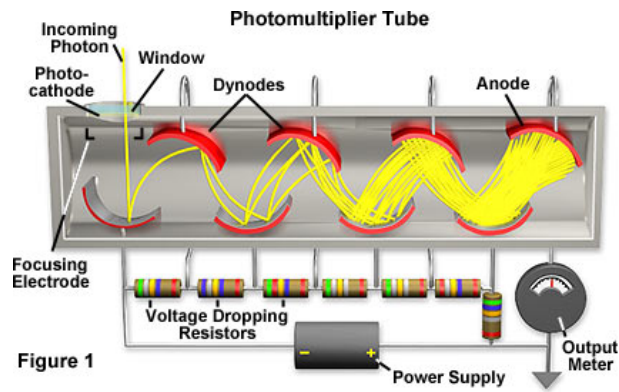 Photomultiplier Tube
Incoming
Photon
Window
Photo-
cathode
Dynodes
Anode
Focusing
Electrode
Voltage Dropping
Resistors
Figure 1
Power Supply
Output
Meter